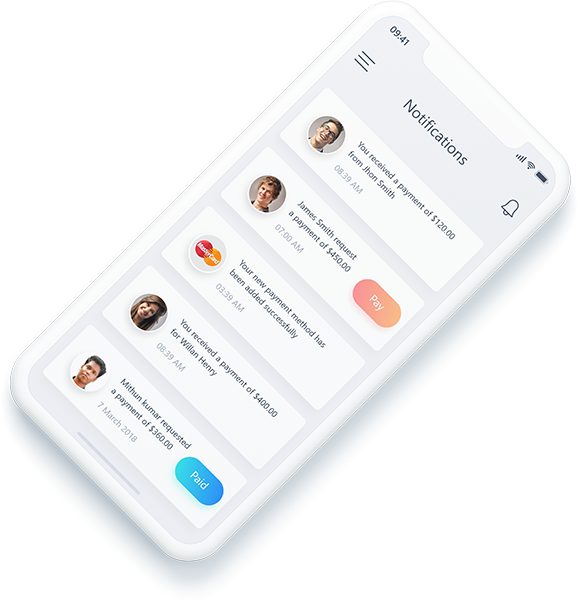 09:41
Notifications
You received a payment of $120.00
from Jhon Smith
08:39 AM
James Smith request
a payment of $450.00
07:00 AM
Pay
MasterCard
Your new payment method has
been added successfully
03:39 AM
You received a payment of $400.00
for Willan Henry
08:39 AM
Mithun kumar requested
a payment of $360.00
7 March 2018
Paid